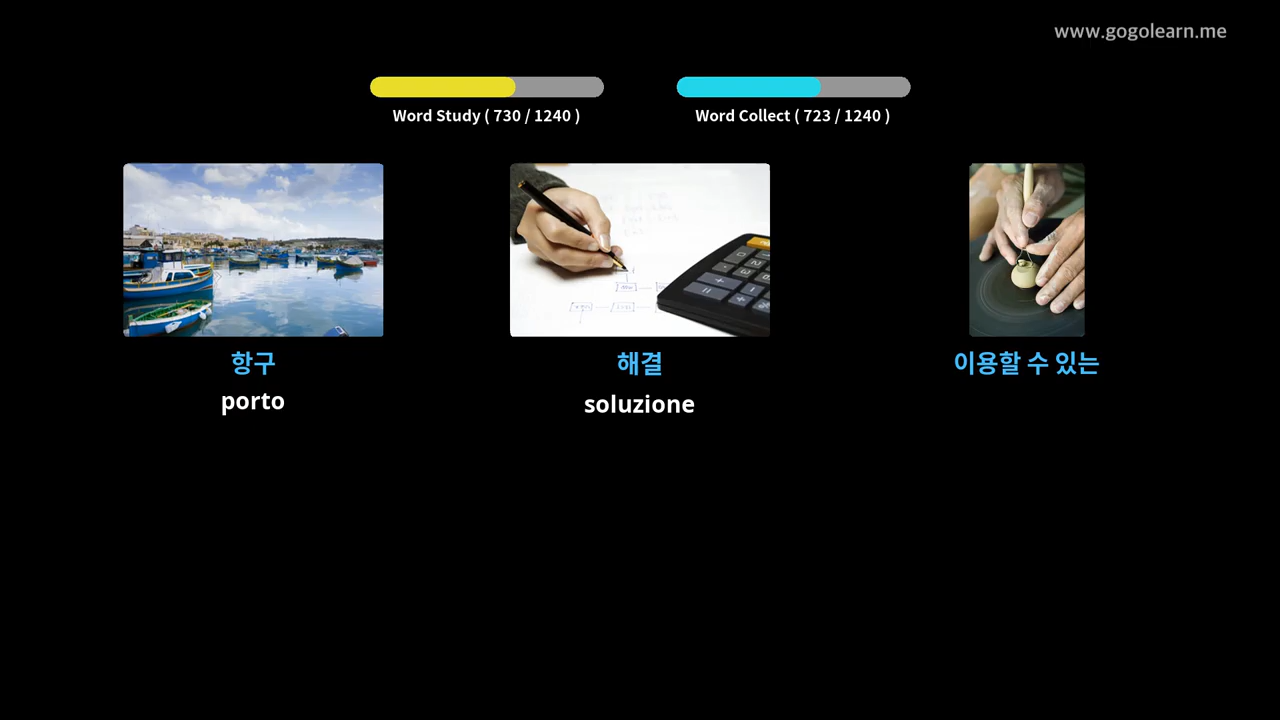 www.gogolearn.me
Word Study ( 730 / 1240 )
Word Collect ( 723 / 1240 )
항구
porto
해결
soluzione
이용할 수 있는